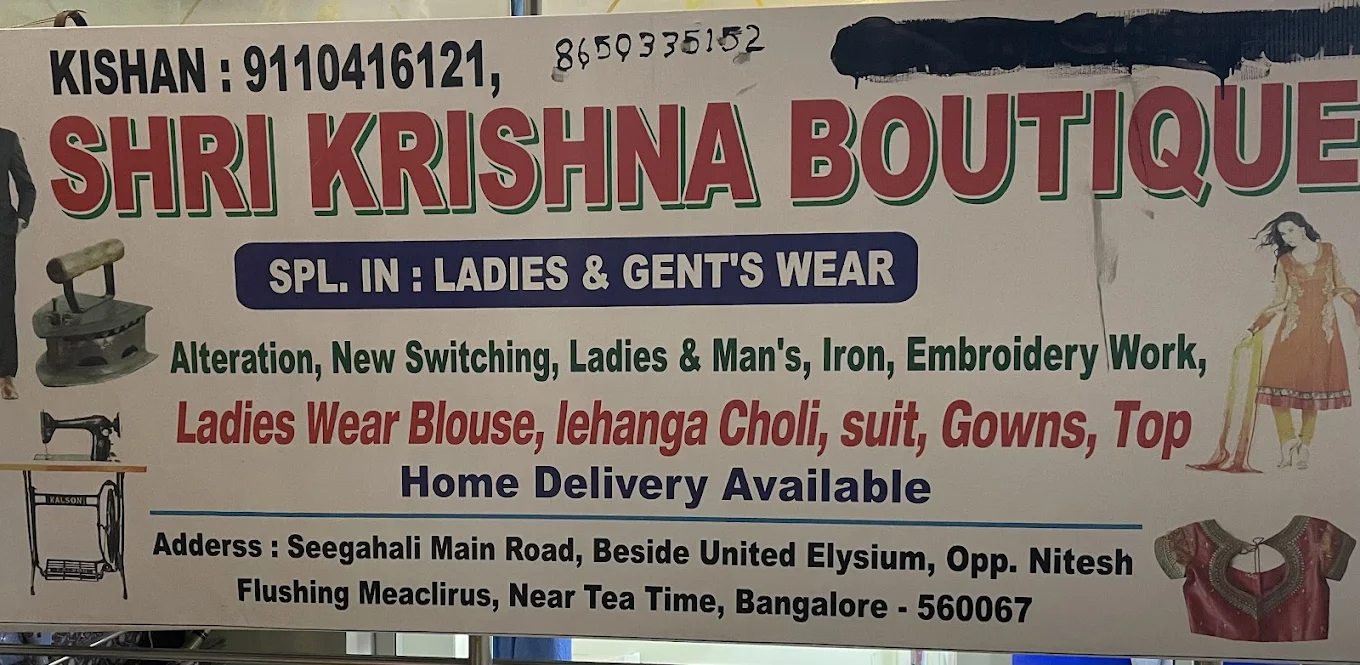 KISHAN : 9110416121, 8650335152
SHRI KRISHNA BOUTIQUE
SPL. IN : LADIES & GENT'S WEAR
Alteration, New Switching, Ladies & Man's, Iron, Embroidery Work,
Ladies Wear Blouse, lehanga Choli, suit, Gowns, Top
Home Delivery Available
KALSON
Adderss : Seegahali Main Road, Beside United Elysium, Opp. Nitesh
Flushing Meaclirus, Near Tea Time, Bangalore - 560067